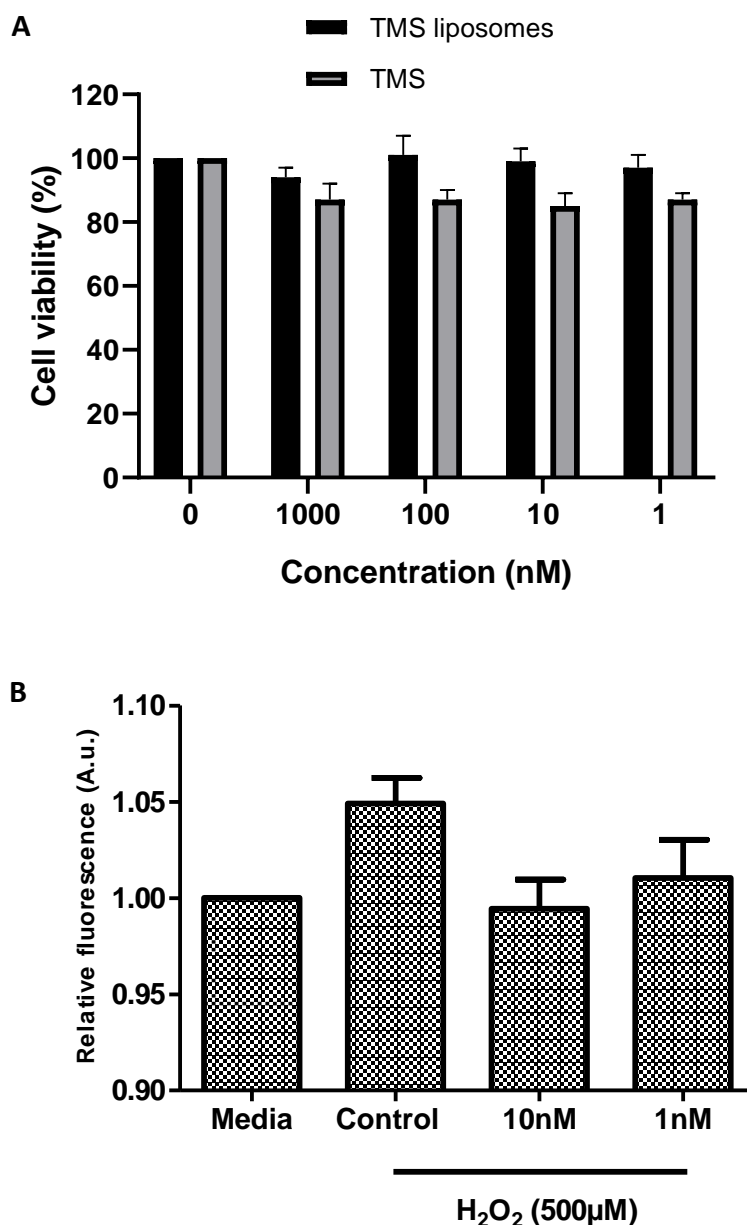 A
TMS liposomes
TMS
120
100
80
60
40
20
0
Cell viability (%)
0 1000 100 10 1
Concentration (nM)
B
1.10
1.05
1.00
0.95
0.90
Relative fluorescence (A.u.)
Media Control 10nM 1nM
H₂O₂ (500µM)